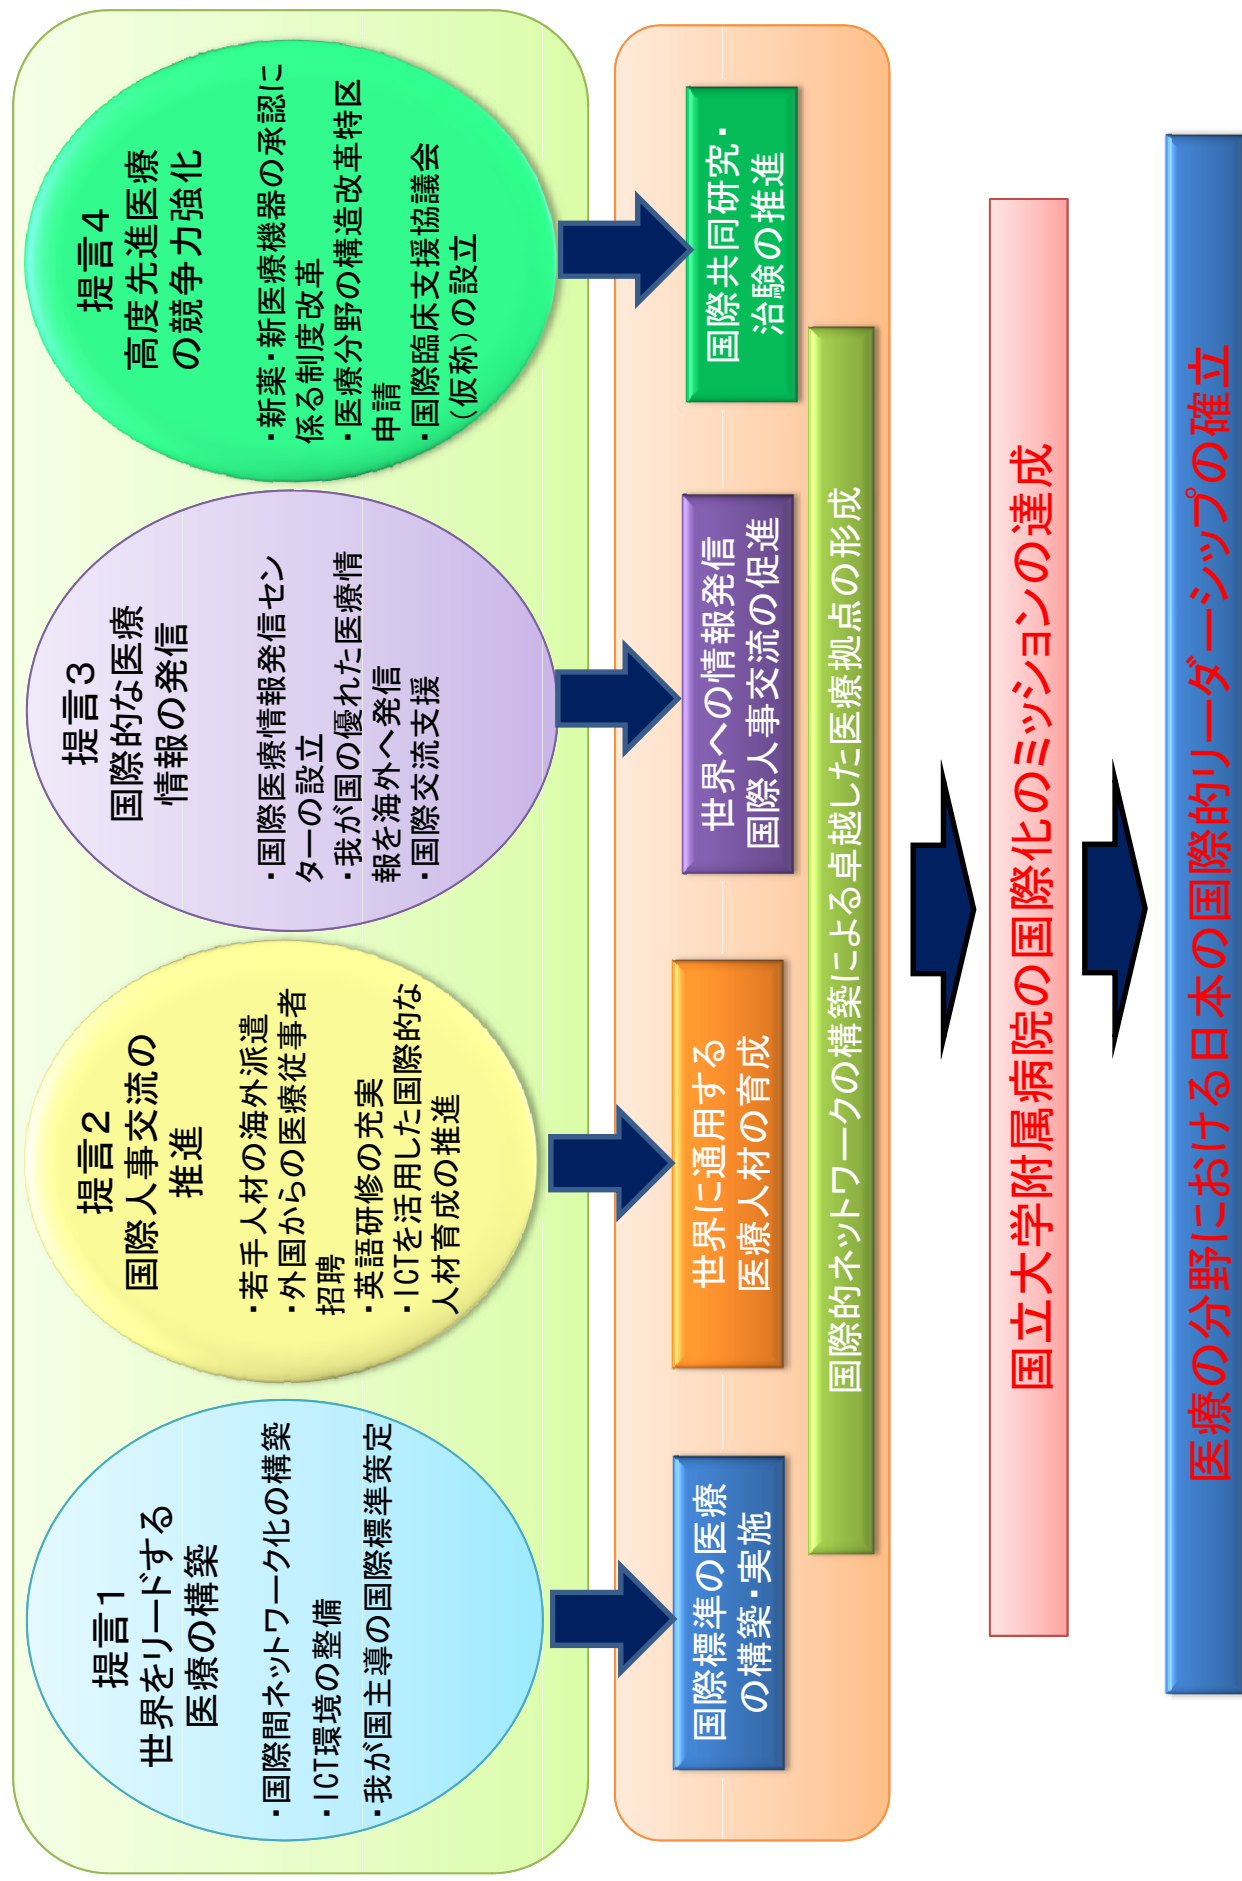 提言1
世界をリードする
医療の構築
・国際間ネットワーク化の構築
・ICT環境の整備
・我が国主導の国際標準策定
提言2
国際人事交流の
推進
・若手人材の海外派遣
・外国からの医療従事者
招聘
・英語研修の充実
・ICTを活用した国際的な
人材育成の推進
提言3
国際的な医療
情報の発信
・国際医療情報発信セン
ターの設立
・我が国の優れた医療情
報を海外へ発信
・国際交流支援
提言4
高度先進医療
の競争力強化
・新薬・新医療機器の承認に
係る制度改革
・医療分野の構造改革特区
申請
・国際臨床支援協議会
（仮称）の設立
国際標準の医療
の構築・実施
世界に通用する
医療人材の育成
世界への情報発信
国際人事交流の促進
国際共同研究・
治験の推進
国際的ネットワークの構築による卓越した医療拠点の形成
国立大学附属病院の国際化のミッションの達成
医療の分野における日本の国際的リーダーシップの確立